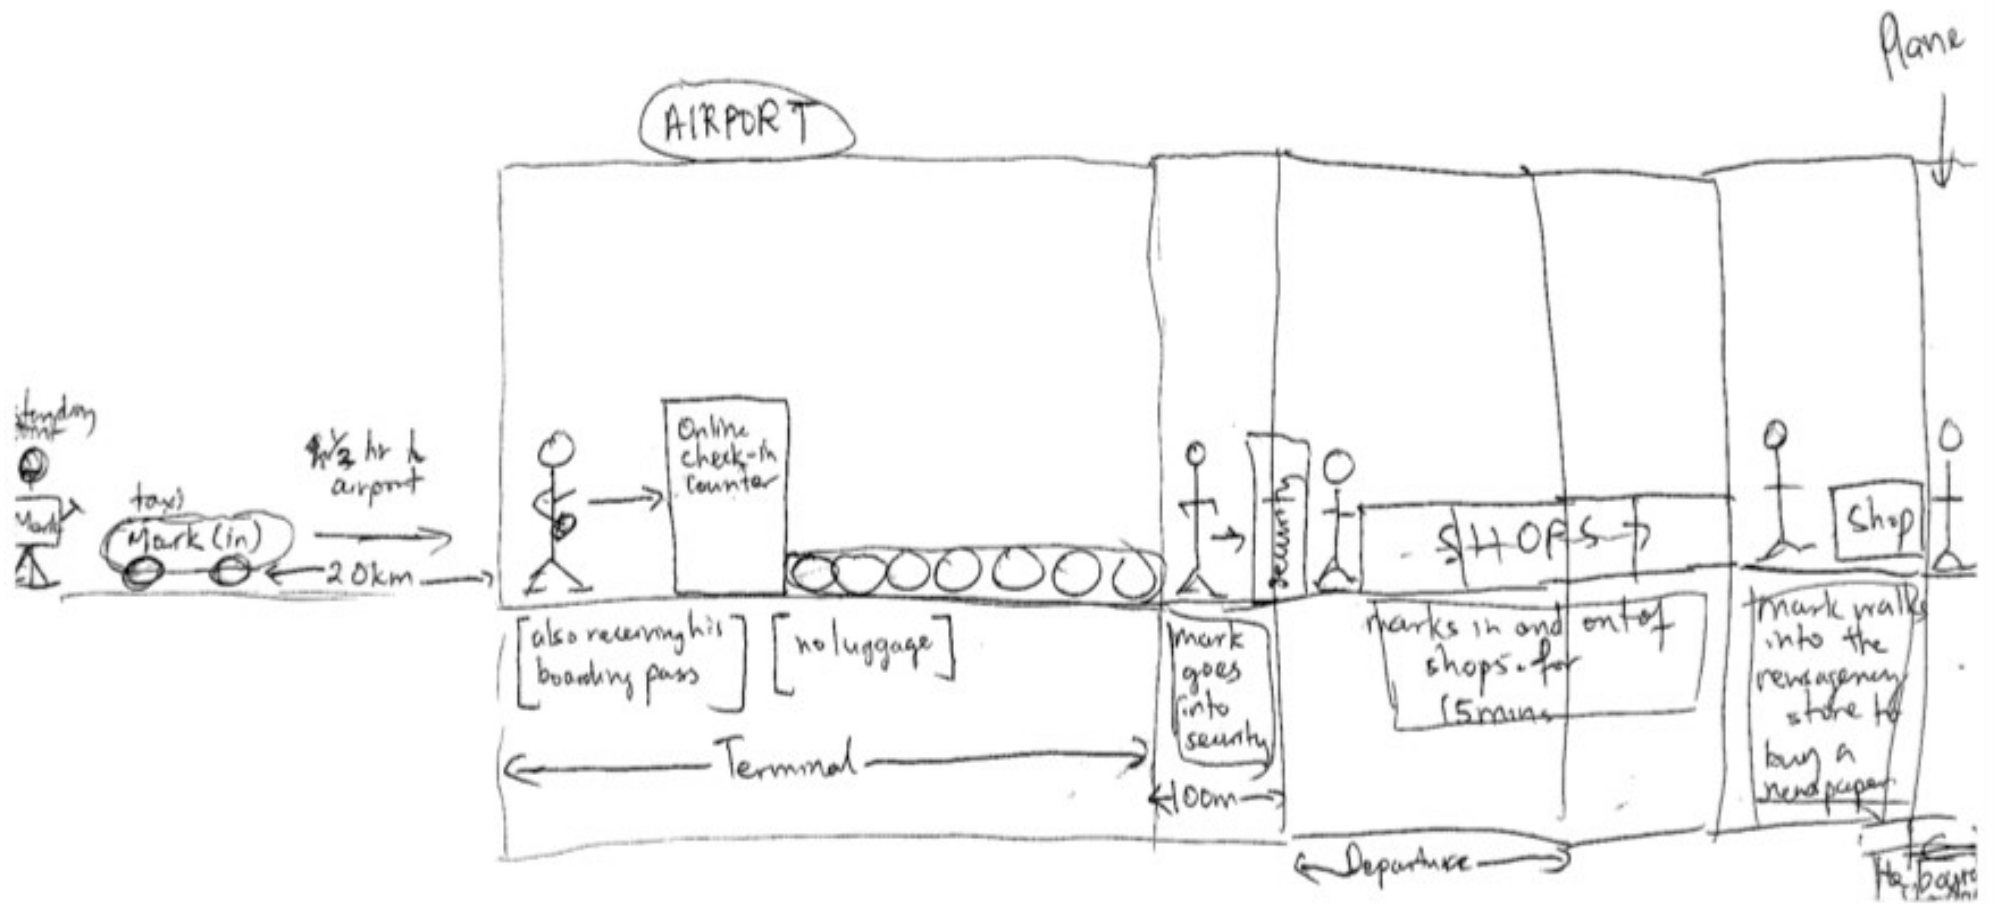 Plane
AIRPORT
taxi
Mark (in)
1/2 hr
airport
20km
Mark
Online
check-in
counter
security
SHOPS
Shop
[also receiving his
boarding pass]
[no luggage]
mark
goes
into
security
marks in and out of
shops. for
15mins
mark walks
into the
newsagency
store to
buy a
newspaper
Terminal
100m
Departure